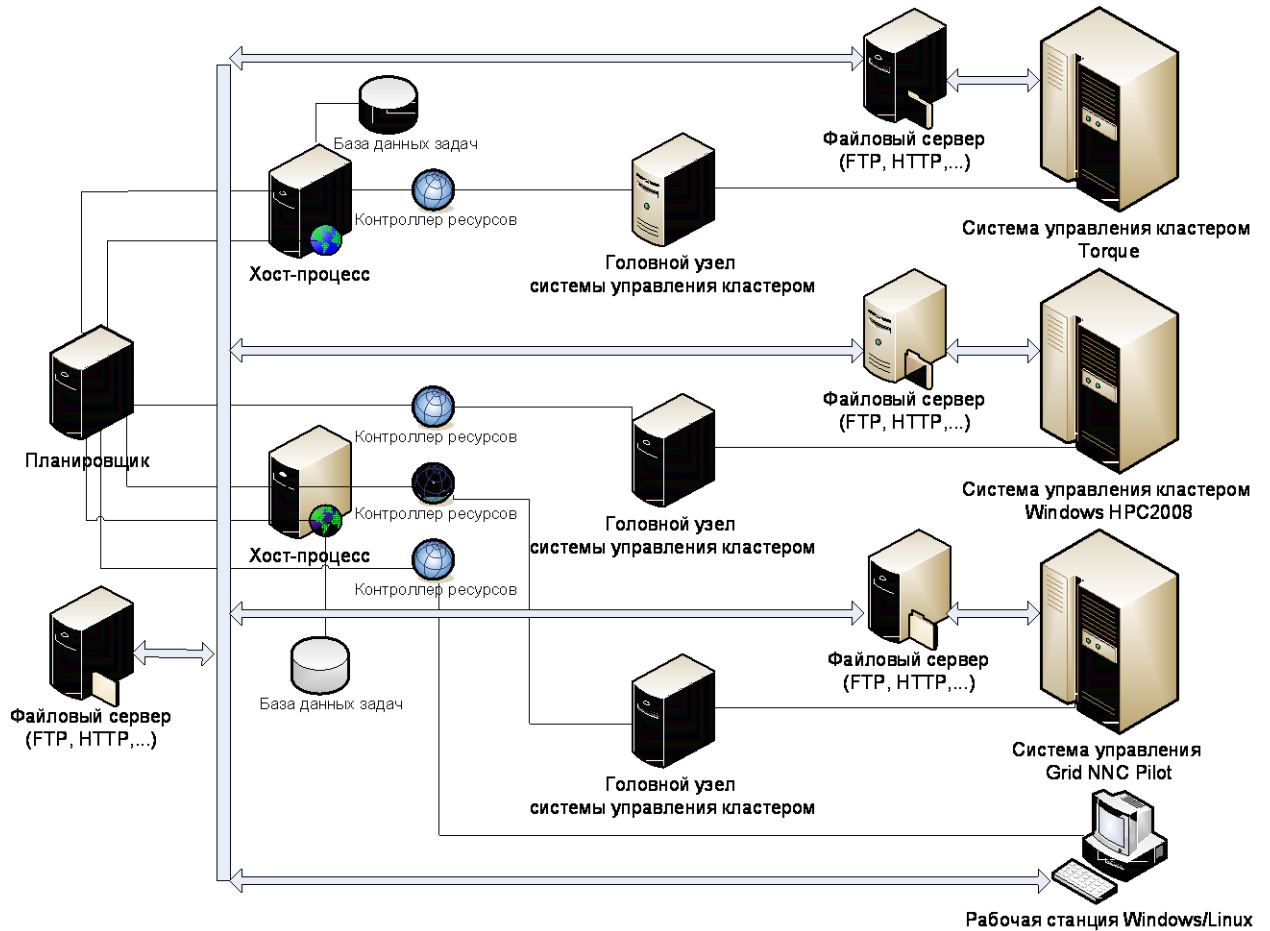 База данных задач
Файловый сервер
(FTP, HTTP,...)
Контроллер ресурсов
Система управления кластером
Torque
Хост-процесс
Головной узел
системы управления кластером
Файловый сервер
(FTP, HTTP,...)
Контроллер ресурсов
Планировщик
Система управления кластером
Windows HPC2008
Контроллер ресурсов
Головной узел
системы управления кластером
Хост-процесс
Контроллер ресурсов
Файловый сервер
(FTP, HTTP,...)
База данных задач
Файловый сервер
(FTP, HTTP,...)
Система управления
Grid NNC Pilot
Головной узел
системы управления кластером
Рабочая станция Windows/Linux